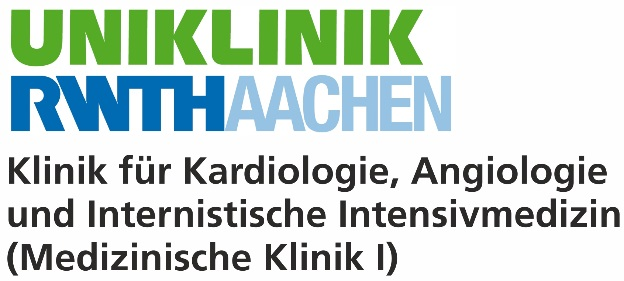 UNIKLINIK
RWTHAACHEN
Klinik für Kardiologie, Angiologie
und Internistische Intensivmedizin
(Medizinische Klinik I)